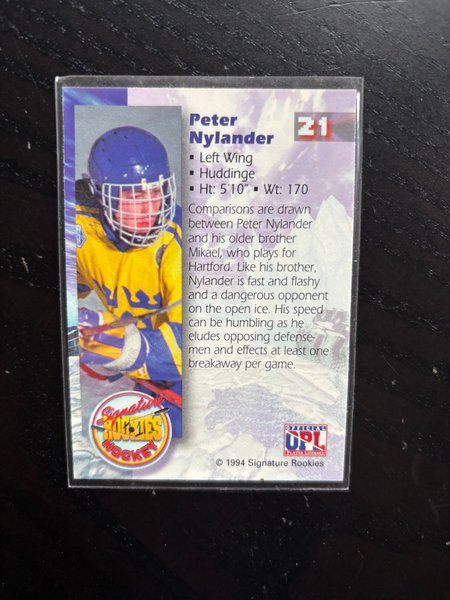 Peter
Nylander
21
▪ Left Wing
▪ Huddinge
▪ Ht: 5'10" ▪ Wt: 170
Comparisons are drawn
between Peter Nylander
and his older brother
Mikael, who plays for
Hartford. Like his brother,
Nylander is fast and flashy
and a dangerous opponent
on the open ice. His speed
can be humbling as he
eludes opposing defense-
men and effects at least one
breakaway per game.
Signature
ROOKIES
HOCKEY
OFFICIAL
UPL
PLAYER LICENSEE
© 1994 Signature Rookies